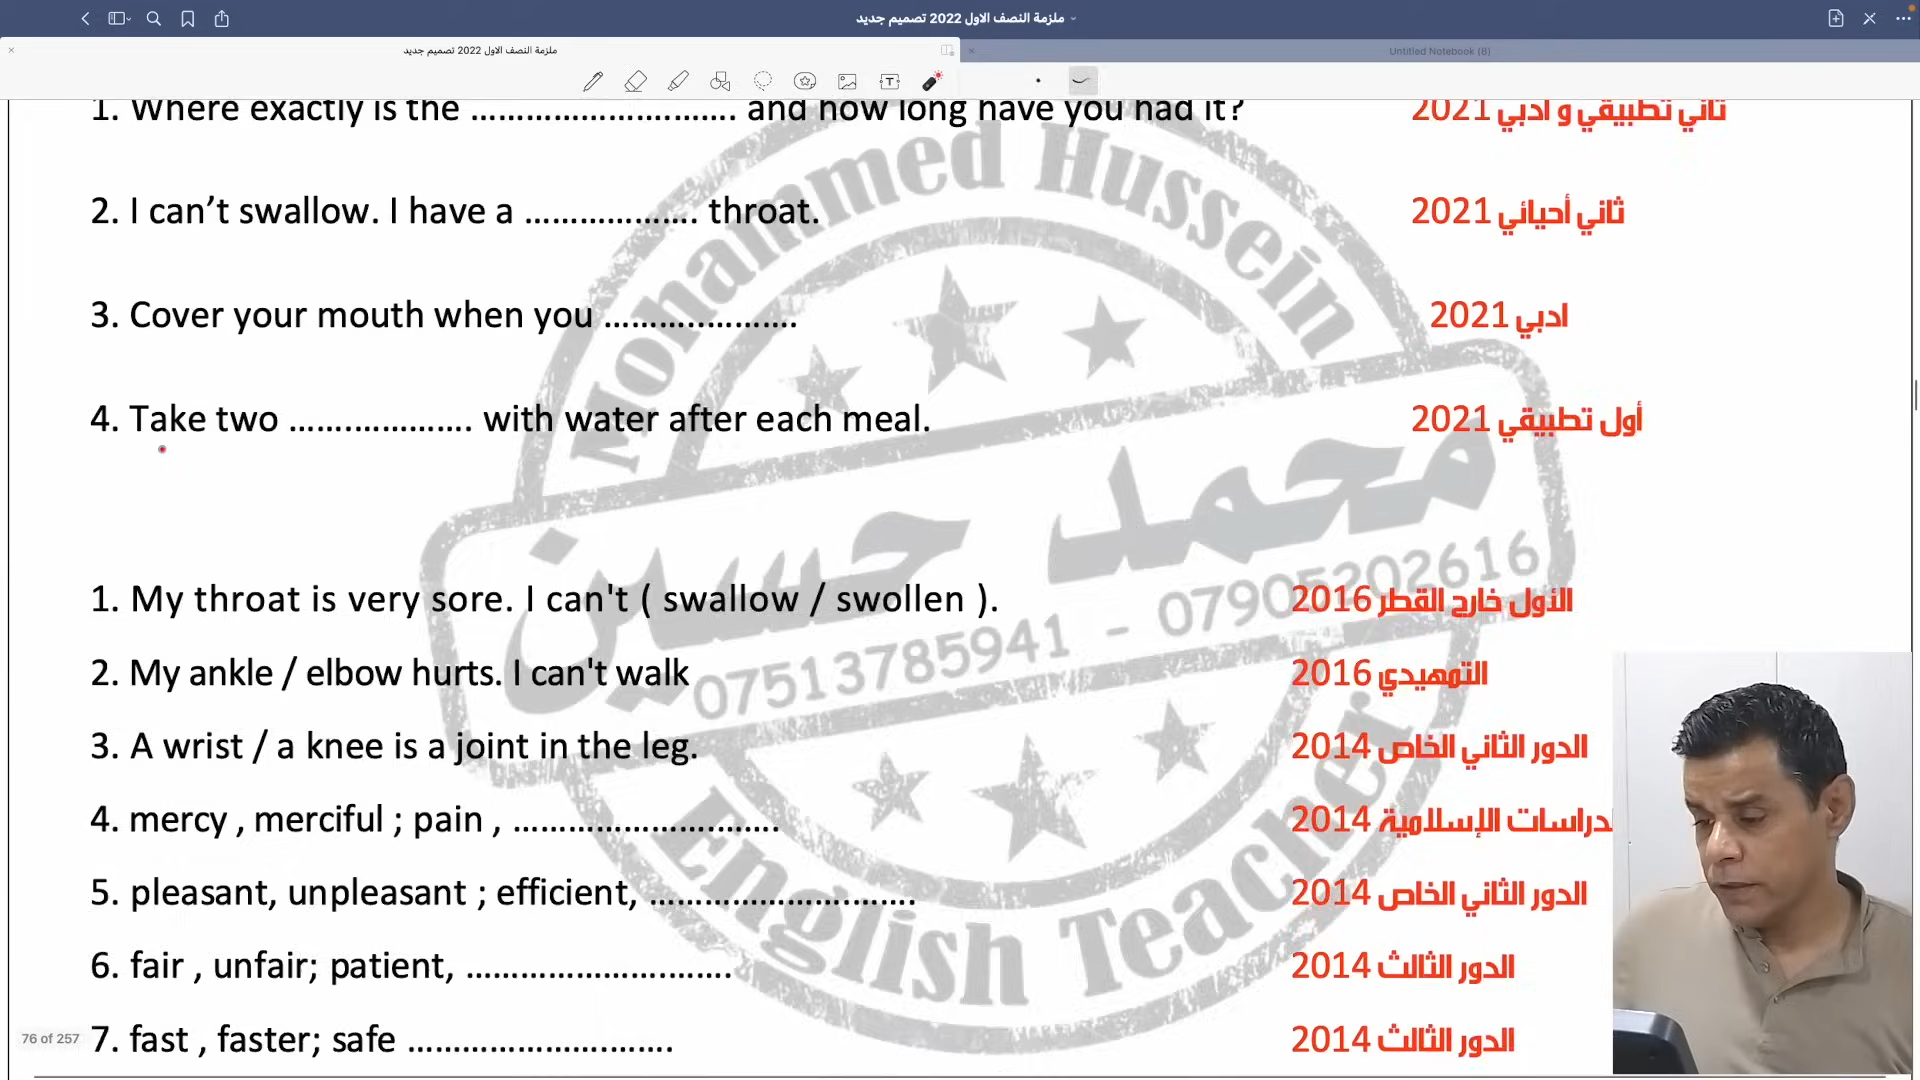 ملزمة النصف الاول 2022 تصميم جديد
ملزمة النصف الاول 2022 تصميم جديد
Untitled Notebook (8)
1. Where exactly is the ………………….……. and how long have you had it? ثاني تطبيقي و ادبي 2021
2. I can’t swallow. I have a ………………. throat. ثاني أحيائي 2021
3. Cover your mouth when you ………..………. ادبي 2021
4. Take two …….…………. with water after each meal. أول تطبيقي 2021
1. My throat is very sore. I can't ( swallow / swollen ). الأول خارج القطر 2016
2. My ankle / elbow hurts. I can't walk التمهيدي 2016
3. A wrist / a knee is a joint in the leg. الدور الثاني الخاص 2014
4. mercy , merciful ; pain , ………………….……. دراسات الإسلامية 2014
5. pleasant, unpleasant ; efficient, ………………….……. الدور الثاني الخاص 2014
6. fair , unfair; patient, ………………….……. الدور الثالث 2014
7. fast , faster; safe ………………….……. الدور الثالث 2014
76 of 257
Mohammed Hussein
محمد حسين
07513785941 - 07905202616
English Teacher